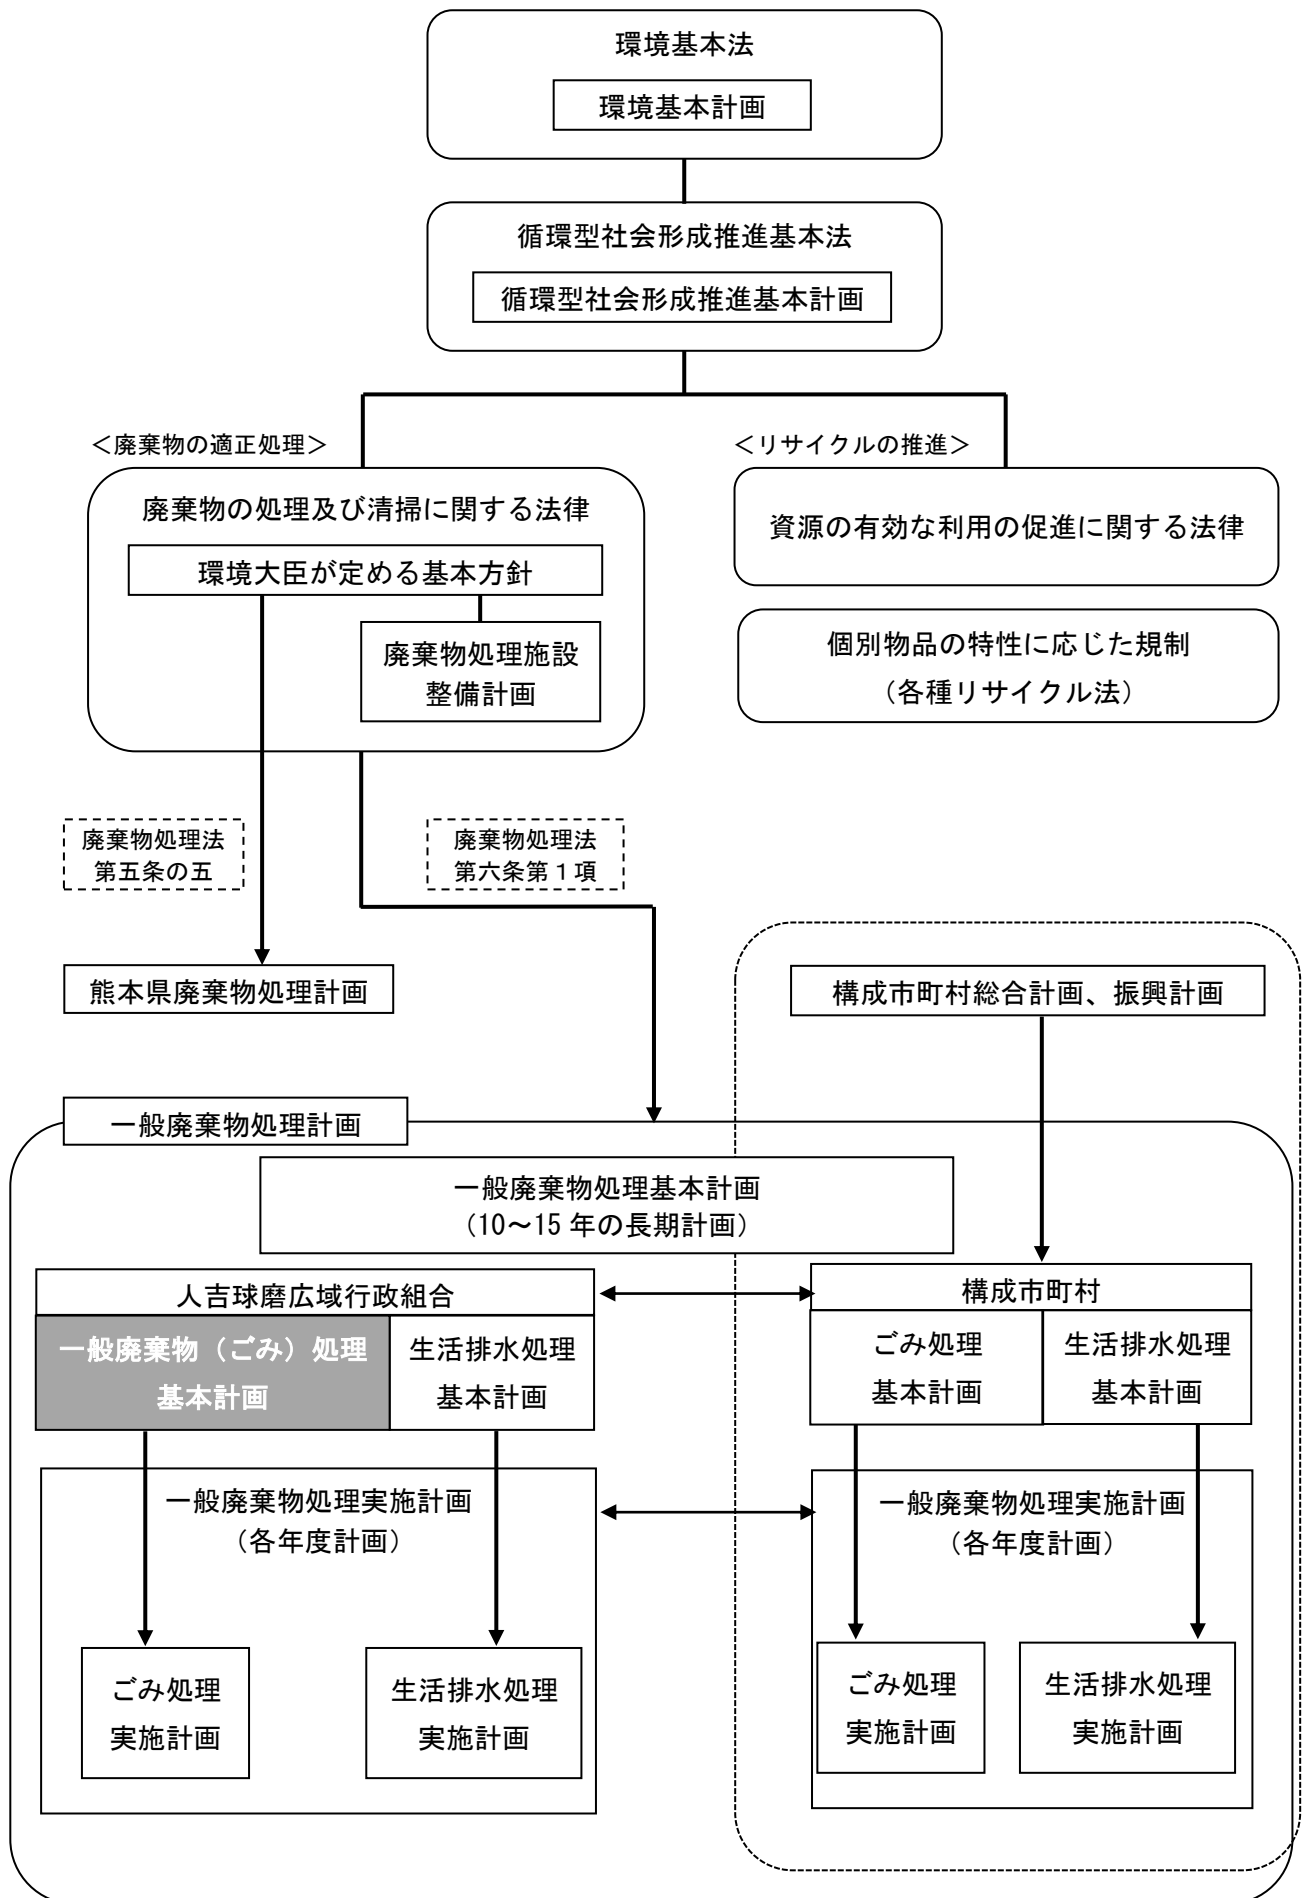 環境基本法
環境基本計画
循環型社会形成推進基本法
循環型社会形成推進基本計画
＜廃棄物の適正処理＞
廃棄物の処理及び清掃に関する法律
環境大臣が定める基本方針
廃棄物処理施設
整備計画
＜リサイクルの推進＞
資源の有効な利用の促進に関する法律
個別物品の特性に応じた規制
（各種リサイクル法）
廃棄物処理法
第五条の五
廃棄物処理法
第六条第１項
熊本県廃棄物処理計画
構成市町村総合計画、振興計画
一般廃棄物処理計画
一般廃棄物処理基本計画
（10～15 年の長期計画）
人吉球磨広域行政組合
一般廃棄物（ごみ）処理
基本計画
生活排水処理
基本計画
構成市町村
ごみ処理
基本計画
生活排水処理
基本計画
一般廃棄物処理実施計画
（各年度計画）
ごみ処理
実施計画
生活排水処理
実施計画
一般廃棄物処理実施計画
（各年度計画）
ごみ処理
実施計画
生活排水処理
実施計画